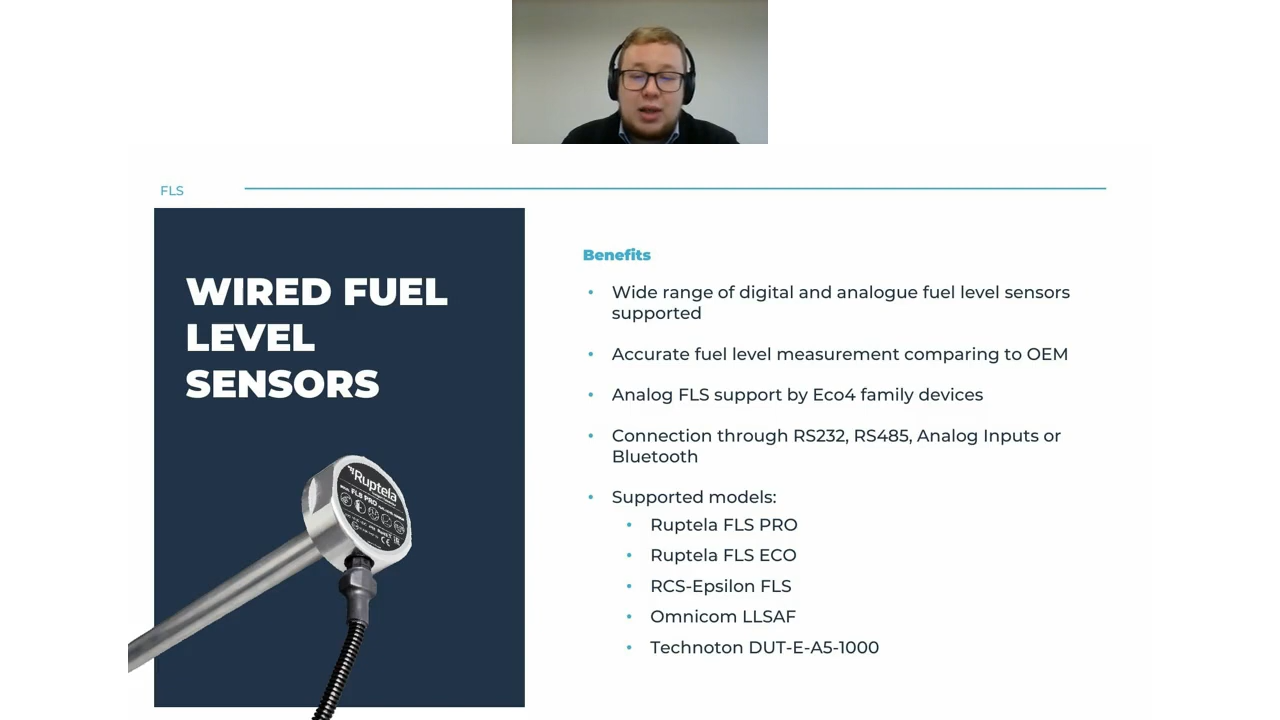 FLS
WIRED FUEL
LEVEL
SENSORS
Ruptela
FLS PRO
CE
Benefits
• Wide range of digital and analogue fuel level sensors
supported
• Accurate fuel level measurement comparing to OEM
• Analog FLS support by Eco4 family devices
• Connection through RS232, RS485, Analog Inputs or
Bluetooth
• Supported models:
• Ruptela FLS PRO
• Ruptela FLS ECO
• RCS-Epsilon FLS
• Omnicom LLSAF
• Technoton DUT-E-A5-1000